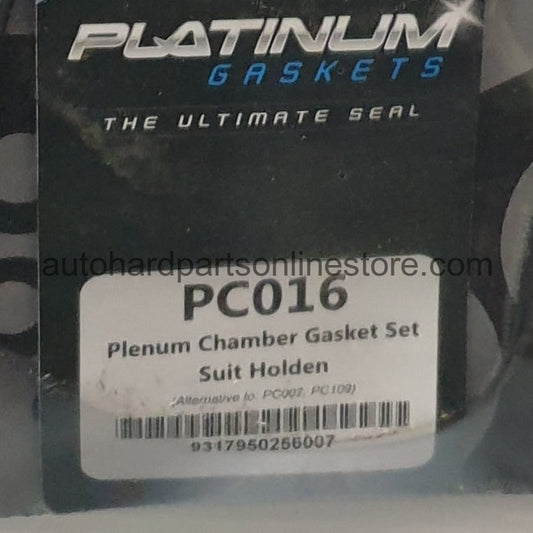 PLATINUM
GASKETS
THE ULTIMATE SEAL
autohardpartsonlinestore.com
PC016
Plenum Chamber Gasket Set
Suit Holden
(Alternative to: PC007, PC109)
9317950256007